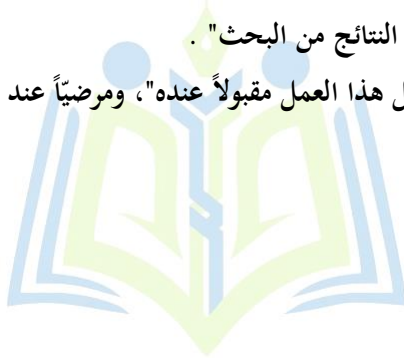 النتائج من البحث" .
ل هذا العمل مقبولاً عنده"، ومرضيّاً عند